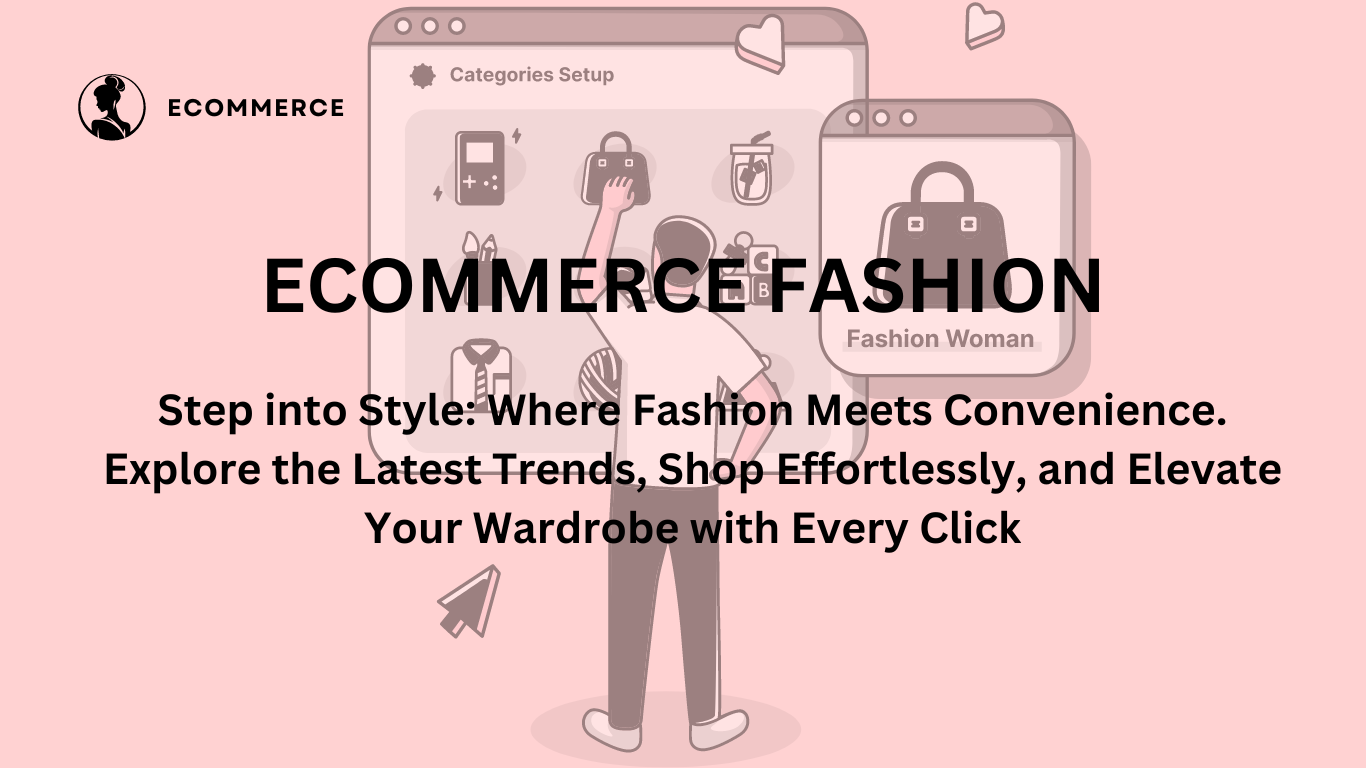 Categories Setup
ECOMMERCE
ECOMMERCE FASHION
C
A B
Fashion Woman
Step into Style: Where Fashion Meets Convenience.
Explore the Latest Trends, Shop Effortlessly, and Elevate
Your Wardrobe with Every Click